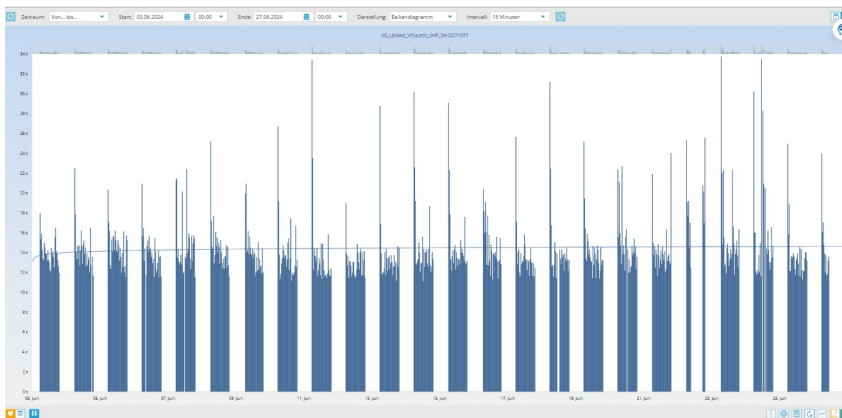 Zeitraum: Von... bis... Start: 03.06.2024 00:00 Ende: 27.06.2024 00:00 Darstellung: Balkendiagramm Intervall: 15 Minuten
34 s
32 s
30 s
28 s
26 s
24 s
22 s
20 s
18 s
16 s
14 s
12 s
10 s
8 s
6 s
4 s
2 s
0 s
03. Juni 05. Juni 07. Juni 09. Juni 11. Juni 13. Juni 15. Juni 17. Juni 19. Juni 21. Juni 23. Juni 25. Juni